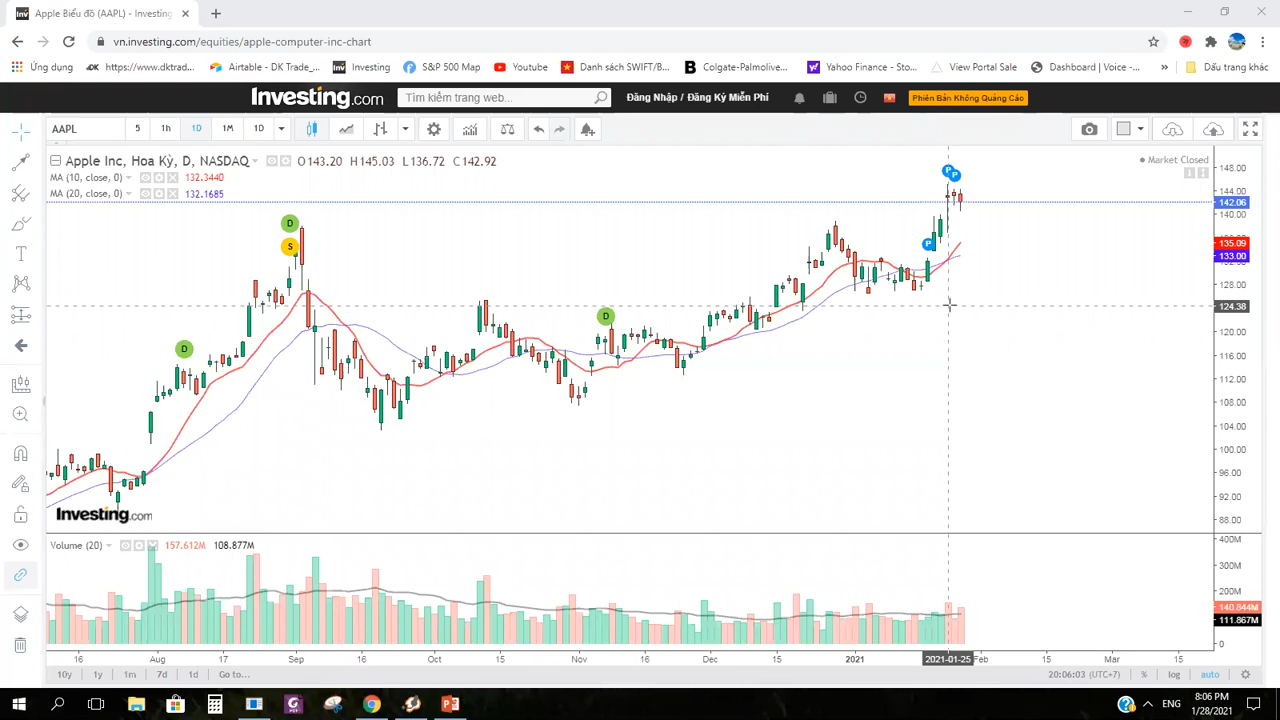 Apple Biểu đồ (AAPL) - Investing
vn.investing.com/equities/apple-computer-inc-chart
Ứng dụng https://www.dktrad... Airtable - DK Trade_... Investing S&P 500 Map Youtube Danh sách SWIFT/B... Colgate-Palmolive... Yahoo Finance - Sto... View Portal Sale Dashboard | Voice -... » Dấu trang khác
Investing.com Tìm kiếm trang web... Đăng Nhập / Đăng Ký Miễn Phí Phiên Bản Không Quảng Cáo
AAPL 5 1h 1D 1M 1D
Apple Inc, Hoa Kỳ, D, NASDAQ O143.20 H145.03 L136.72 C142.92 Market Closed
MA (10, close, 0) 132.3440
MA (20, close, 0) 132.1685
148.00
144.00
142.06
140.00
135.09
133.00
128.00
124.38
120.00
116.00
112.00
108.00
104.00
100.00
96.00
92.00
88.00
P P
D
S
P
D
D
Investing.com
Volume (20) 157.612M 108.877M
400M
300M
200M
140.844M
111.867M
0
16 Aug 17 Sep 16 Oct 16 Nov 16 Dec 15 2021 2021-01-25 Feb 15 Mar 15
10y 1y 1m 7d 1d Go to... 20:06:03 (UTC+7) % log auto
ENG 8:06 PM
1/28/2021